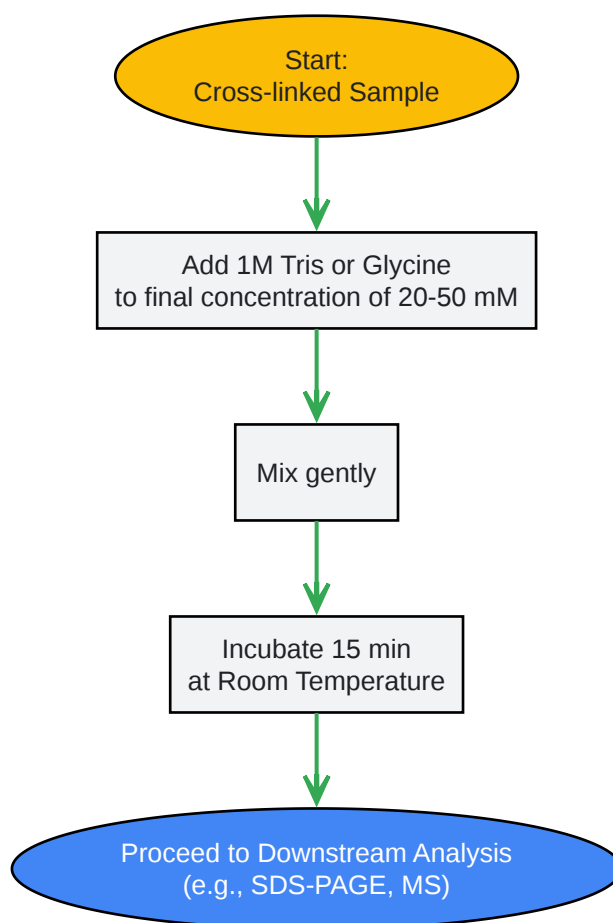 Start:
Cross-linked Sample
Add 1M Tris or Glycine
to final concentration of 20-50 mM
Mix gently
Incubate 15 min
at Room Temperature
Proceed to Downstream Analysis
(e.g., SDS-PAGE, MS)